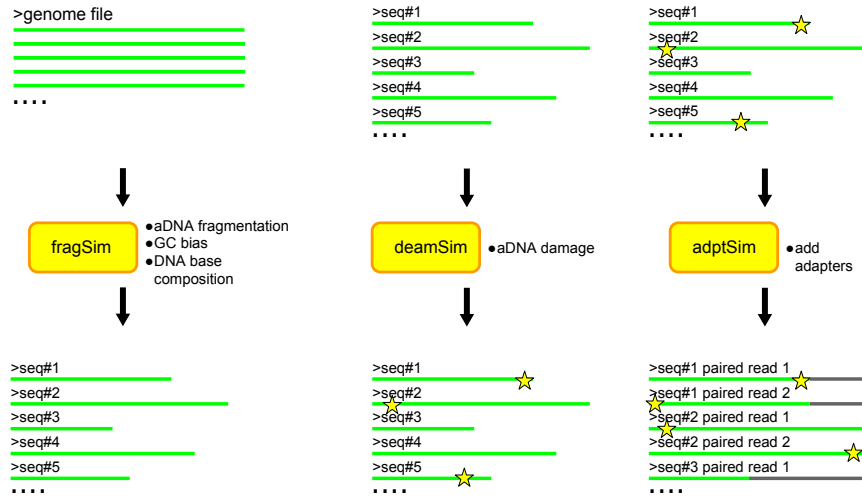 >genome file
....
fragSim
●aDNA fragmentation
●GC bias
●DNA base
composition
>seq#1
>seq#2
>seq#3
>seq#4
>seq#5
....
>seq#1
>seq#2
>seq#3
>seq#4
>seq#5
....
deamSim
●aDNA damage
>seq#1
>seq#2
>seq#3
>seq#4
>seq#5
....
>seq#1
>seq#2
>seq#3
>seq#4
>seq#5
....
adptSim
●add
adapters
>seq#1 paired read 1
>seq#1 paired read 2
>seq#2 paired read 1
>seq#2 paired read 2
>seq#3 paired read 1
....